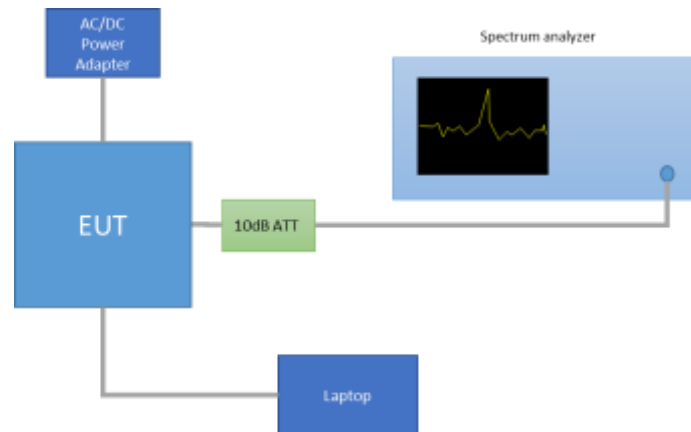 AC/DC
Power
Adapter
Spectrum analyzer
EUT
10dB ATT
Laptop